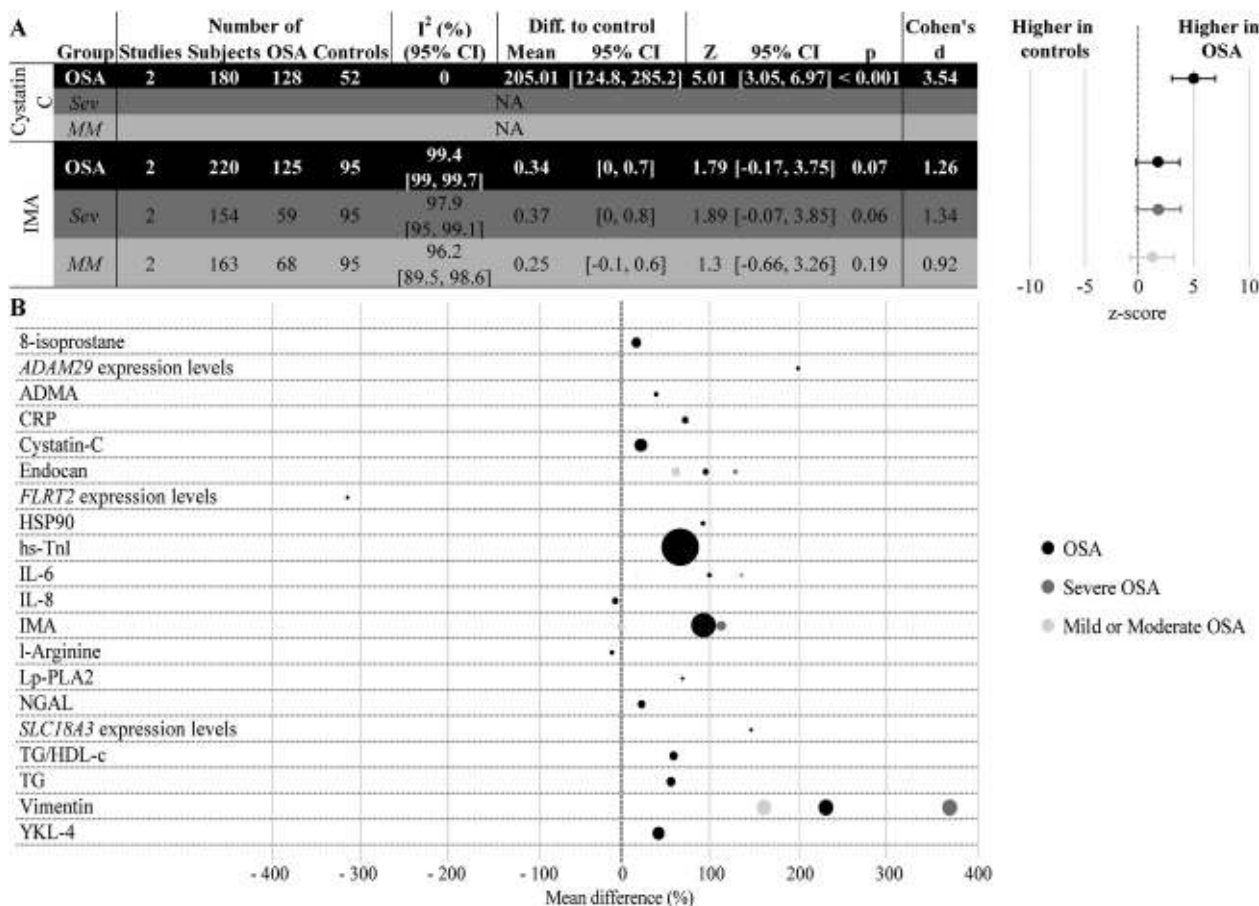 A
Number of I² (%) Diff. to control Cohen's
Group Studies Subjects OSA Controls (95% CI) Mean 95% CI Z 95% CI p d
Cystatin C
OSA 2 180 128 52 0 205.01 [124.8, 285.2] 5.01 [3.05, 6.97] < 0.001 3.54
Sev NA
MM NA
IMA
OSA 2 220 125 95 99.4 [99, 99.7] 0.34 [0, 0.7] 1.79 [-0.17, 3.75] 0.07 1.26
Sev 2 154 59 95 97.9 [95, 99.1] 0.37 [0, 0.8] 1.89 [-0.07, 3.85] 0.06 1.34
MM 2 163 68 95 96.2 [89.5, 98.6] 0.25 [-0.1, 0.6] 1.3 [-0.66, 3.26] 0.19 0.92
Higher in controls
Higher in OSA
-10 -5 0 5 10
z-score
B
8-isoprostane
ADAM29 expression levels
ADMA
CRP
Cystatin-C
Endocan
FLRT2 expression levels
HSP90
hs-TnI
IL-6
IL-8
IMA
l-Arginine
Lp-PLA2
NGAL
SLC18A3 expression levels
TG/HDL-c
TG
Vimentin
YKL-4
- 400 - 300 - 200 - 100 0 100 200 300 400
Mean difference (%)
OSA
Severe OSA
Mild or Moderate OSA